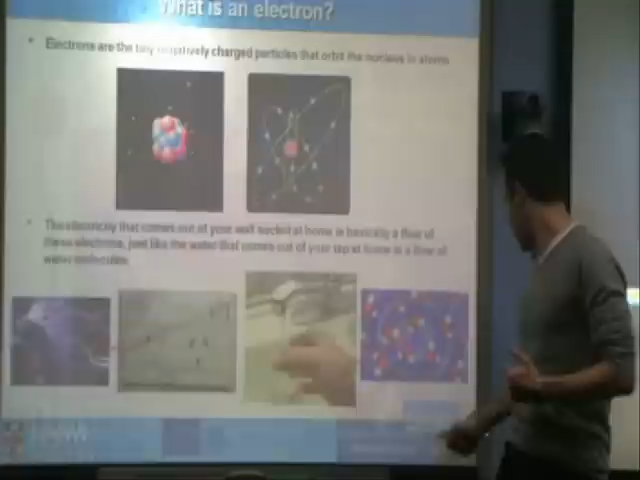 What is an electron?
• Electrons are the tiny negatively charged particles that orbit the nucleus in atoms
• The electricity that comes out of your wall socket at home is basically a flow of
these electrons, just like the water that comes out of your tap at home is a flow of
water molecules